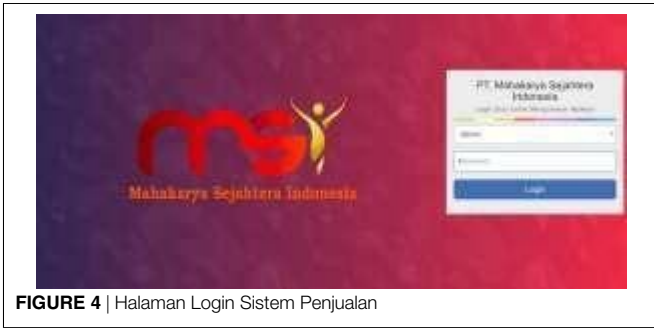 msi
Mahakarya Sejahtera Indonesia
PT. Mahakarya Sejahtera
Indonesia
Login
FIGURE 4 | Halaman Login Sistem Penjualan